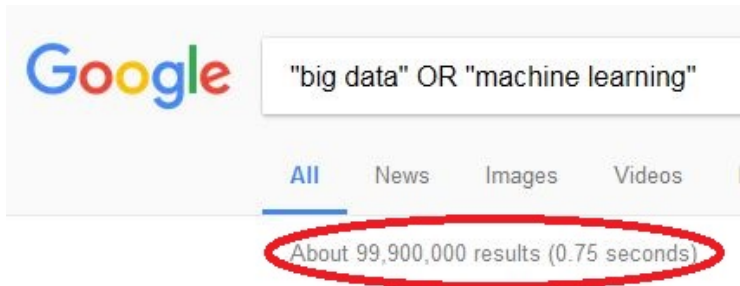 Google
"big data" OR "machine learning"
All News Images Videos
About 99,900,000 results (0.75 seconds)